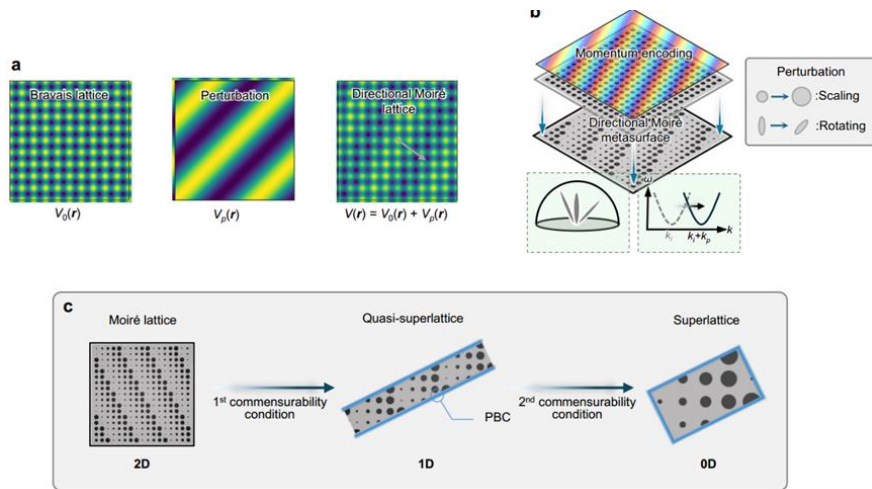 a
Bravais lattice
Perturbation
Directional Moiré
lattice
V₀(r)
Vₚ(r)
V(r) = V₀(r) + Vₚ(r)
b
Momentum encoding
Directional Moiré
metasurface
Perturbation
:Scaling
:Rotating
ω
kᵢ
kᵢ+kₚ
k
c
Moiré lattice
Quasi-superlattice
Superlattice
1st commensurability
condition
PBC
2nd commensurability
condition
2D
1D
0D